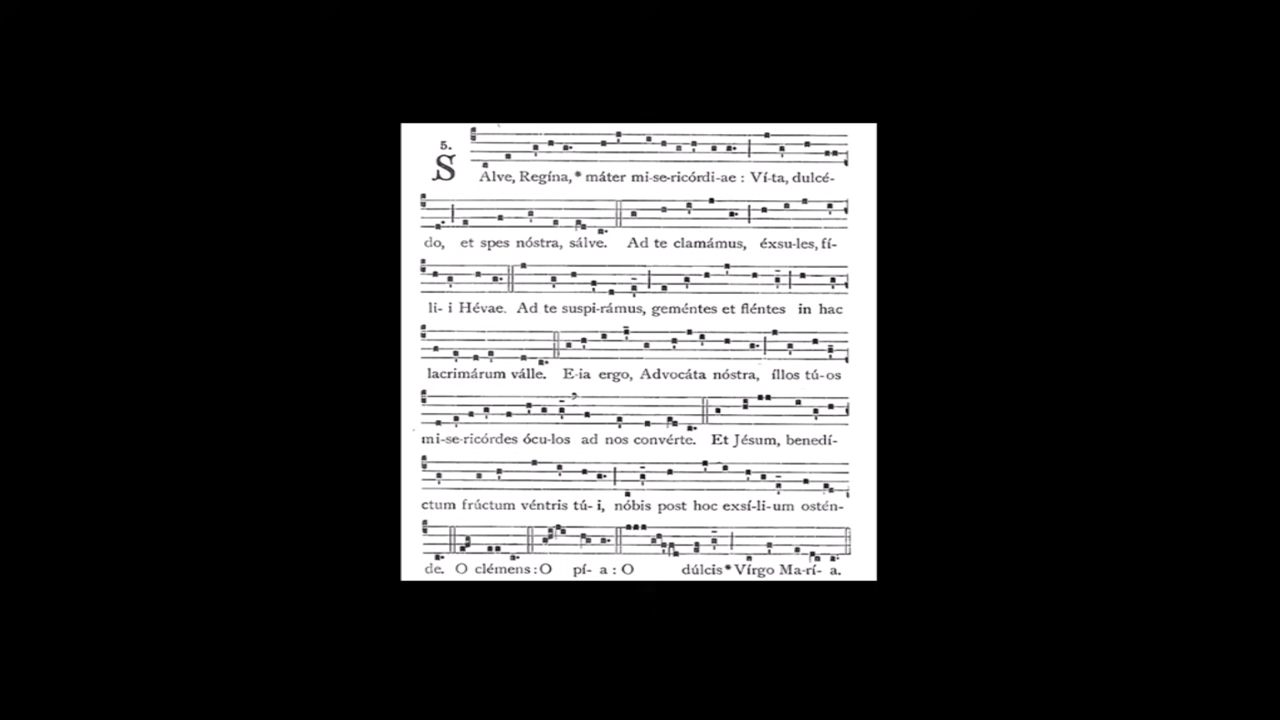 5.
SAlve, Regína,* máter mi-se-ricórdi-ae : Ví-ta, dulcé-
do, et spes nóstra, sálve. Ad te clamámus, éxsu-les, fí-
li- i Hévae. Ad te suspi-rámus, geméntes et fléntes in hac
lacrimárum válle. E-ia ergo, Advocáta nóstra, íllos tú-os
mi-se-ricórdes ócu-los ad nos convérte. Et Jésum, benedí-
ctum frúctum véntris tú- i, nóbis post hoc exsí-li-um ostén-
de. O clémens : O pí- a : O dúlcis * Vírgo Ma-rí- a.